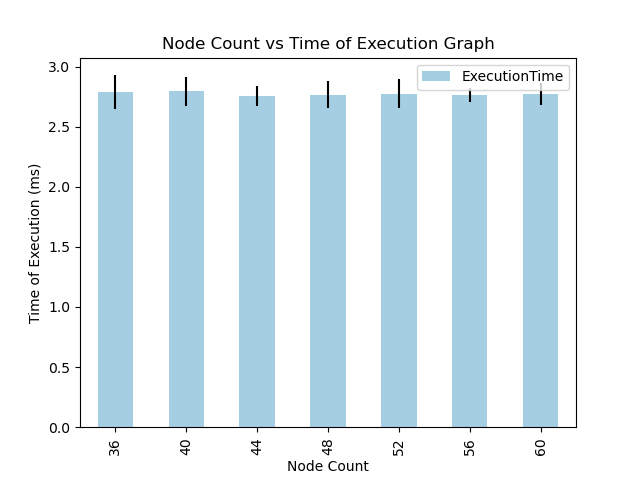 Node Count vs Time of Execution Graph
ExecutionTime
Time of Execution (ms)
3.0
2.5
2.0
1.5
1.0
0.5
0.0
36 40 44 48 52 56 60
Node Count